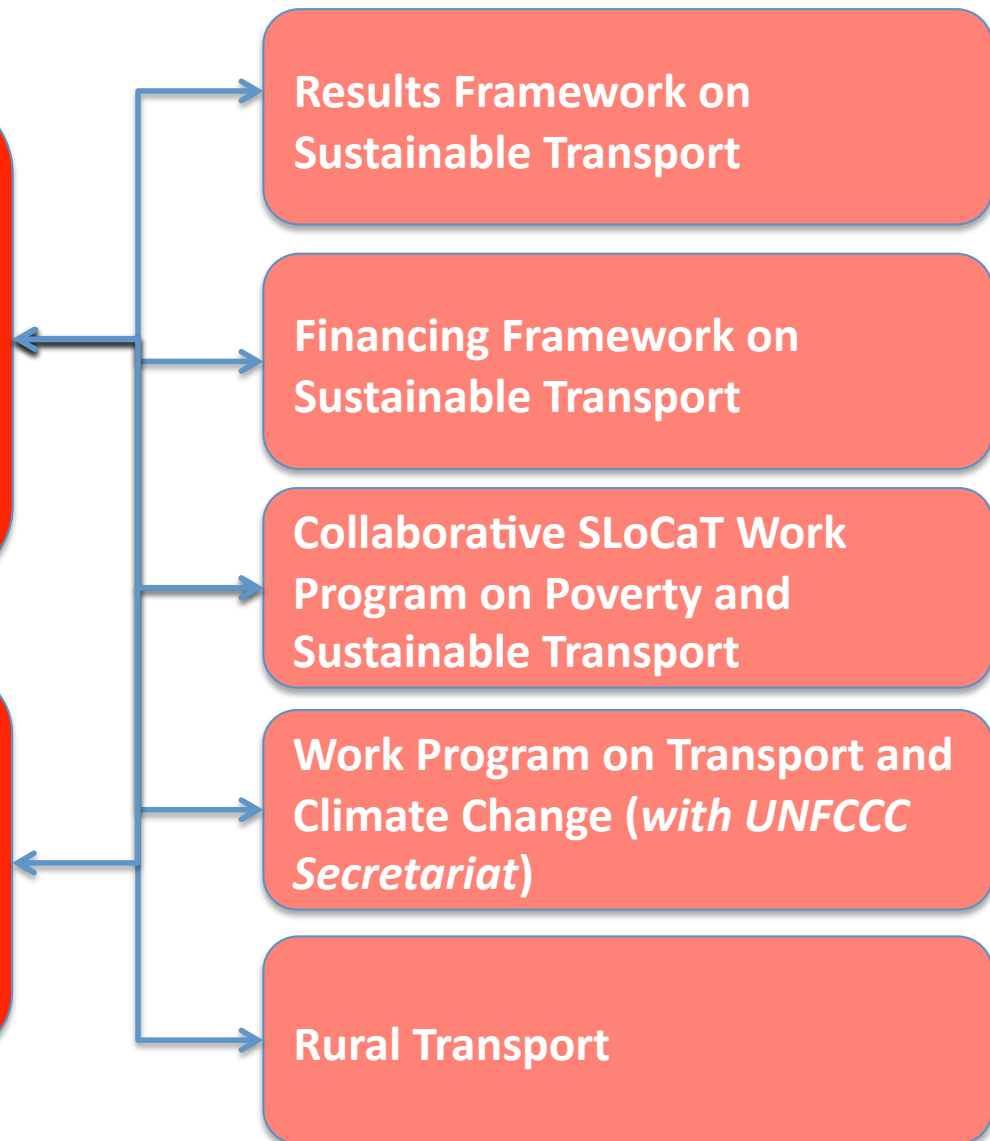 Results Framework on
Sustainable Transport
Financing Framework on
Sustainable Transport
Collaborative SLoCaT Work
Program on Poverty and
Sustainable Transport
Work Program on Transport and
Climate Change (with UNFCCC
Secretariat)
Rural Transport